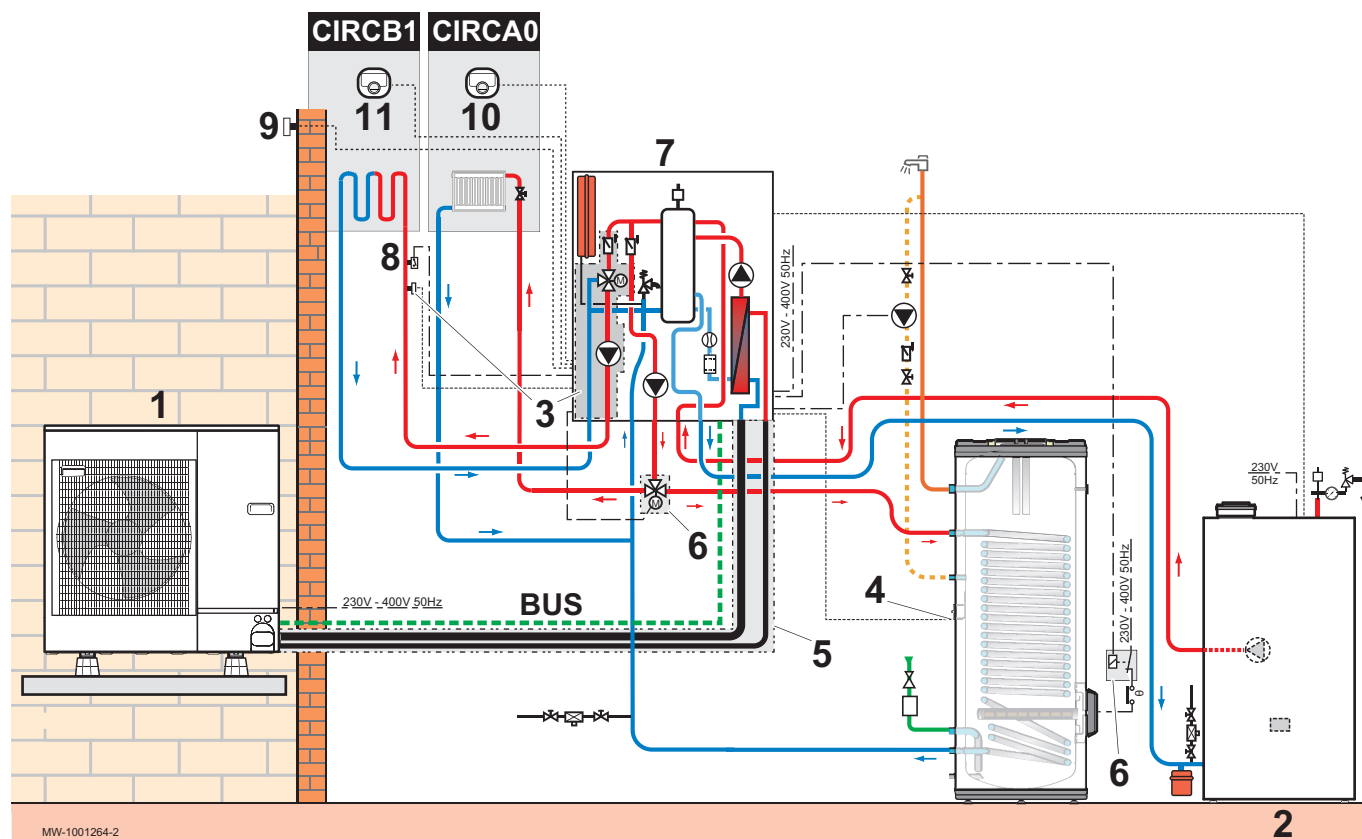 CIRCB1
CIRCA0
11
10
9
7
8
230V - 400V 50Hz
3
1
230V
50Hz
6
4
BUS
230V - 400V 50Hz
5
230V - 400V 50Hz
θ
6
2
M
M
MW-1001264-2